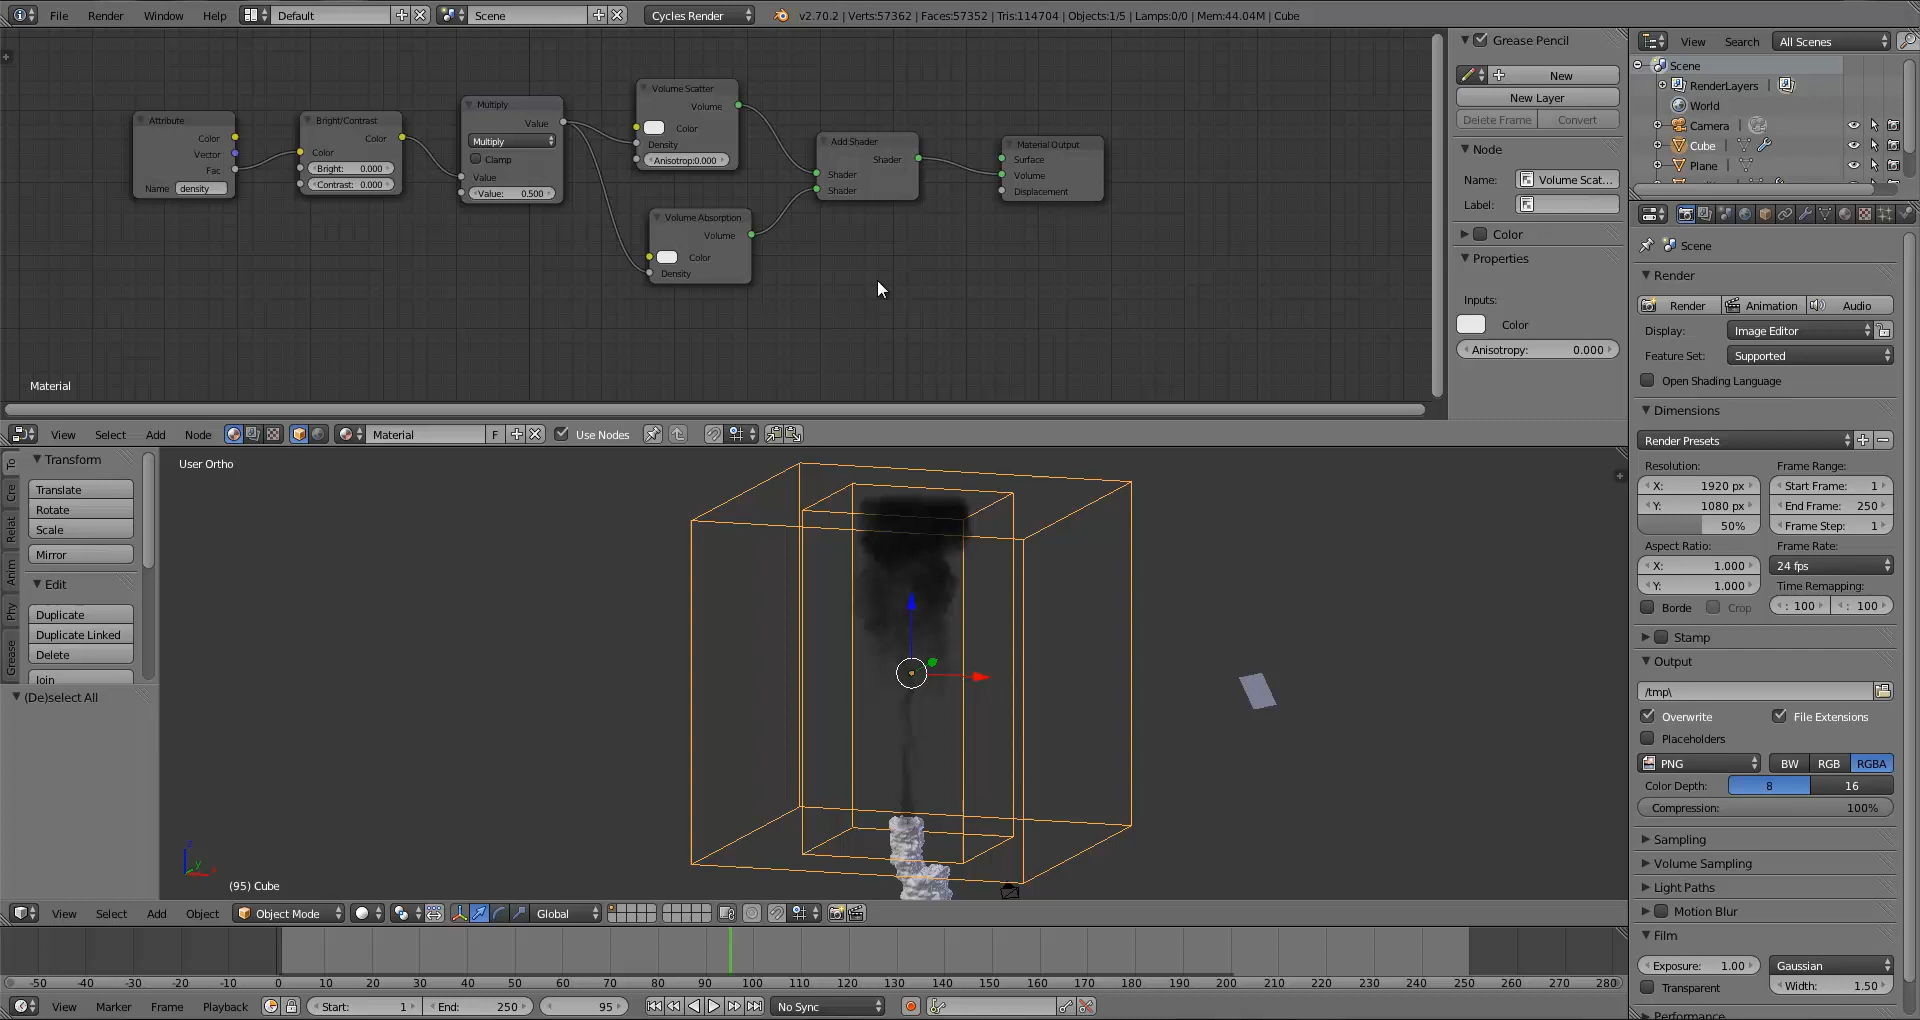 File Render Window Help Default Scene Cycles Render v2.70.2 | Verts:57362 | Faces:57352 | Tris:114704 | Objects:1/5 | Lamps:0/0 | Mem:44.04M | Cube
Attribute
Color
Vector
Fac
Name density
Bright/Contrast
Color
Color
Bright: 0.000
Contrast: 0.000
Multiply
Value
Multiply
Clamp
Value
Value: 0.500
Volume Scatter
Volume
Color
Density
Anisotrop:0.000
Volume Absorption
Volume
Color
Density
Add Shader
Shader
Shader
Shader
Material Output
Surface
Volume
Displacement
Material
Grease Pencil
New
New Layer
Delete Frame Convert
Node
Name: Volume Scat...
Label:
Color
Properties
Inputs:
Color
Anisotropy: 0.000
View Search All Scenes
Scene
RenderLayers
World
Camera
Cube
Plane
View Select Add Node Material F Use Nodes
To
Cre
Relat
Anim
Phy
Grease
Transform
Translate
Rotate
Scale
Mirror
Edit
Duplicate
Duplicate Linked
Delete
Join
(De)select All
User Ortho
(95) Cube
View Select Add Object Object Mode Global
-50 -40 -30 -20 -10 0 10 20 30 40 50 60 70 80 90 100 110 120 130 140 150 160 170 180 190 200 210 220 230 240 250 260 270 280
View Marker Frame Playback Start: 1 End: 250 95 No Sync
Scene
Render
Render Animation Audio
Display: Image Editor
Feature Set: Supported
Open Shading Language
Dimensions
Render Presets
Resolution: Frame Range:
X: 1920 px Start Frame: 1
Y: 1080 px End Frame: 250
50% Frame Step: 1
Aspect Ratio: Frame Rate:
X: 1.000 24 fps
Y: 1.000 Time Remapping:
Borde Crop : 100 : 100
Stamp
Output
/tmp\
Overwrite File Extensions
Placeholders
PNG BW RGB RGBA
Color Depth: 8 16
Compression: 100%
Sampling
Volume Sampling
Light Paths
Motion Blur
Film
Exposure: 1.00 Gaussian
Transparent Width: 1.50
Performance